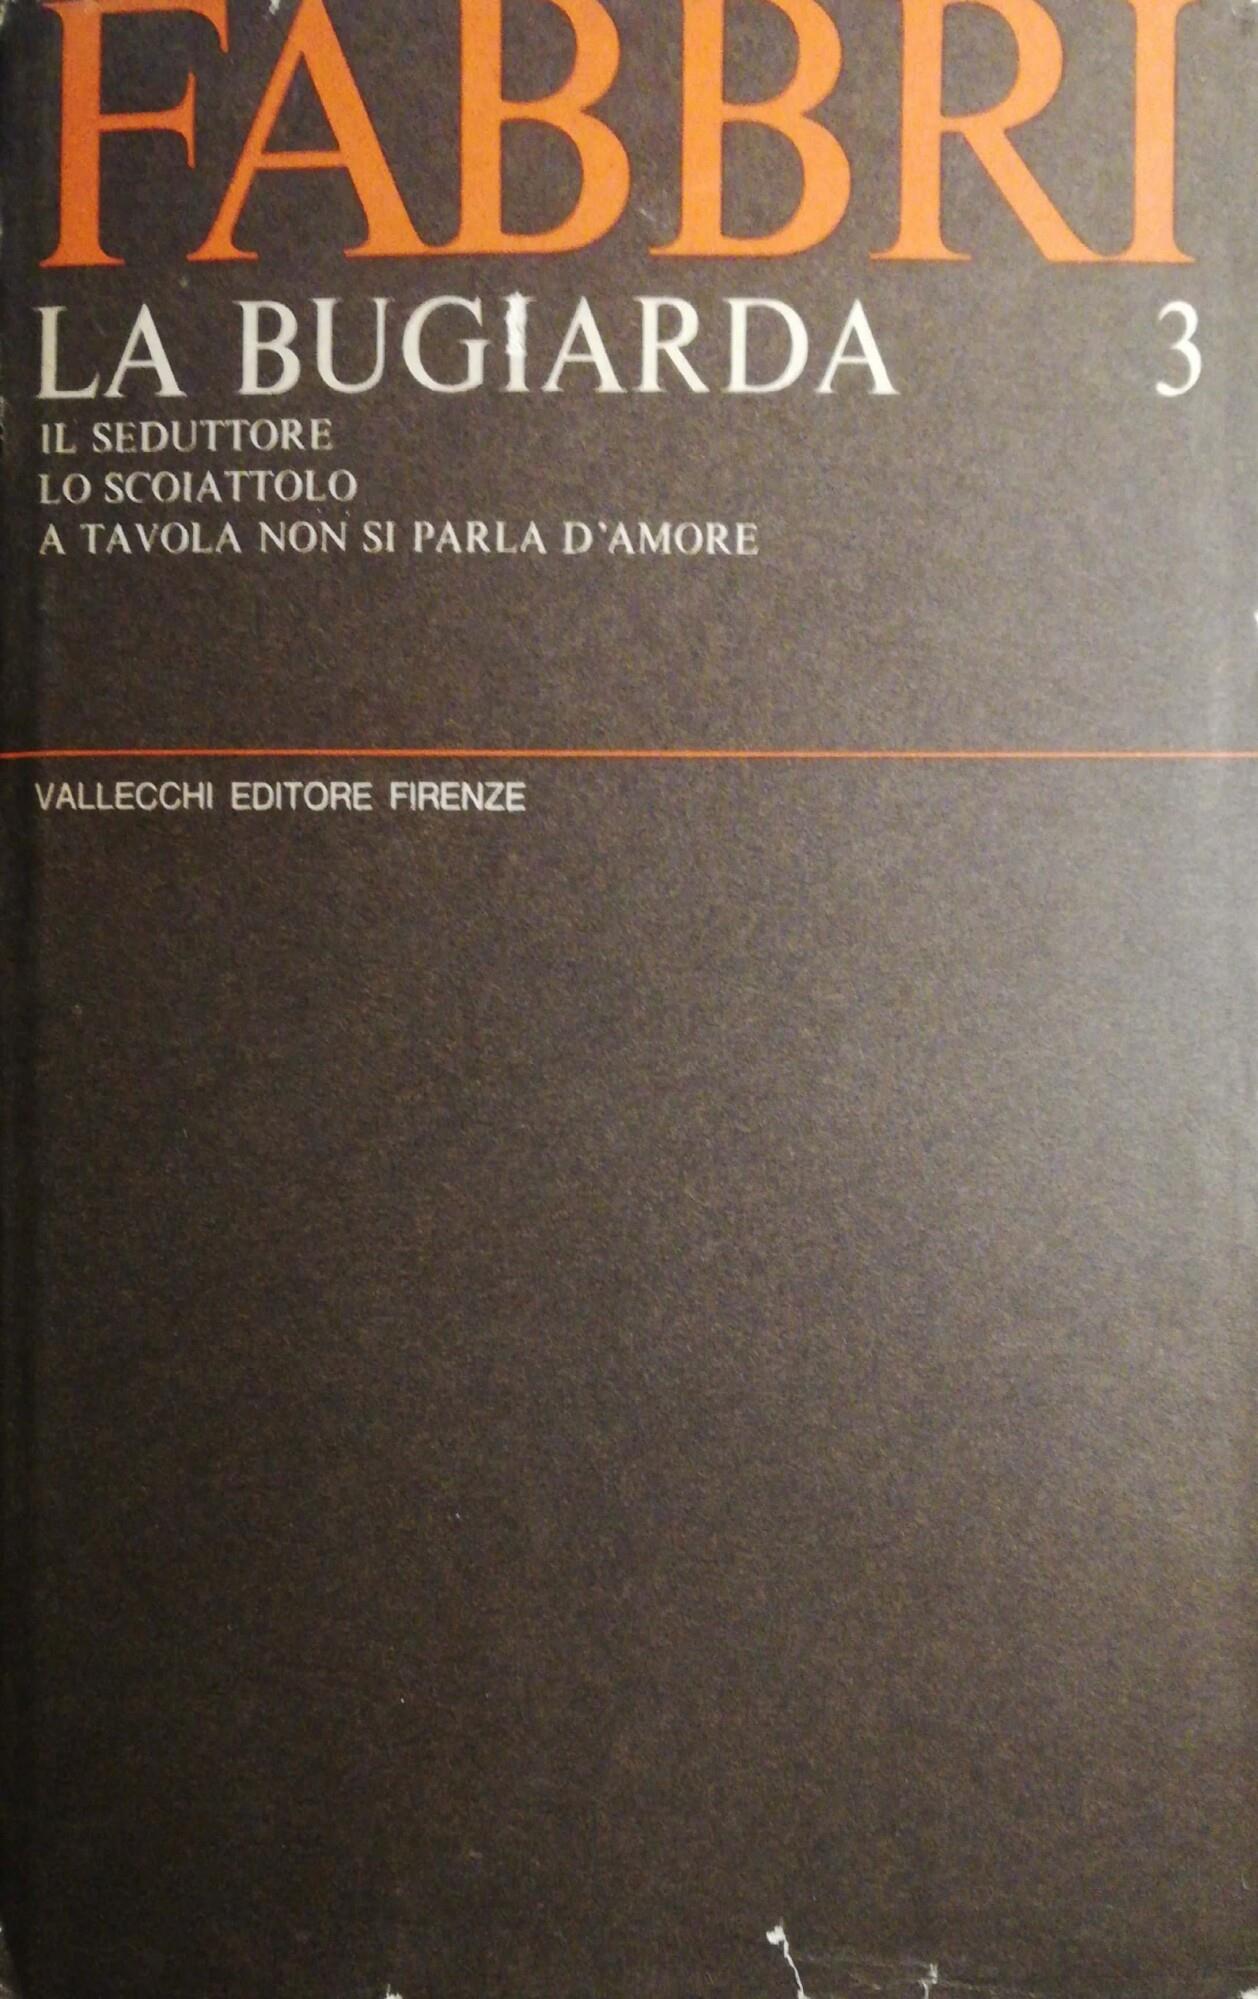 FABBRI
LA BUGIARDA 3
IL SEDUTTORE
LO SCOIATTOLO
A TAVOLA NON SI PARLA D'AMORE
VALLECCHI EDITORE FIRENZE